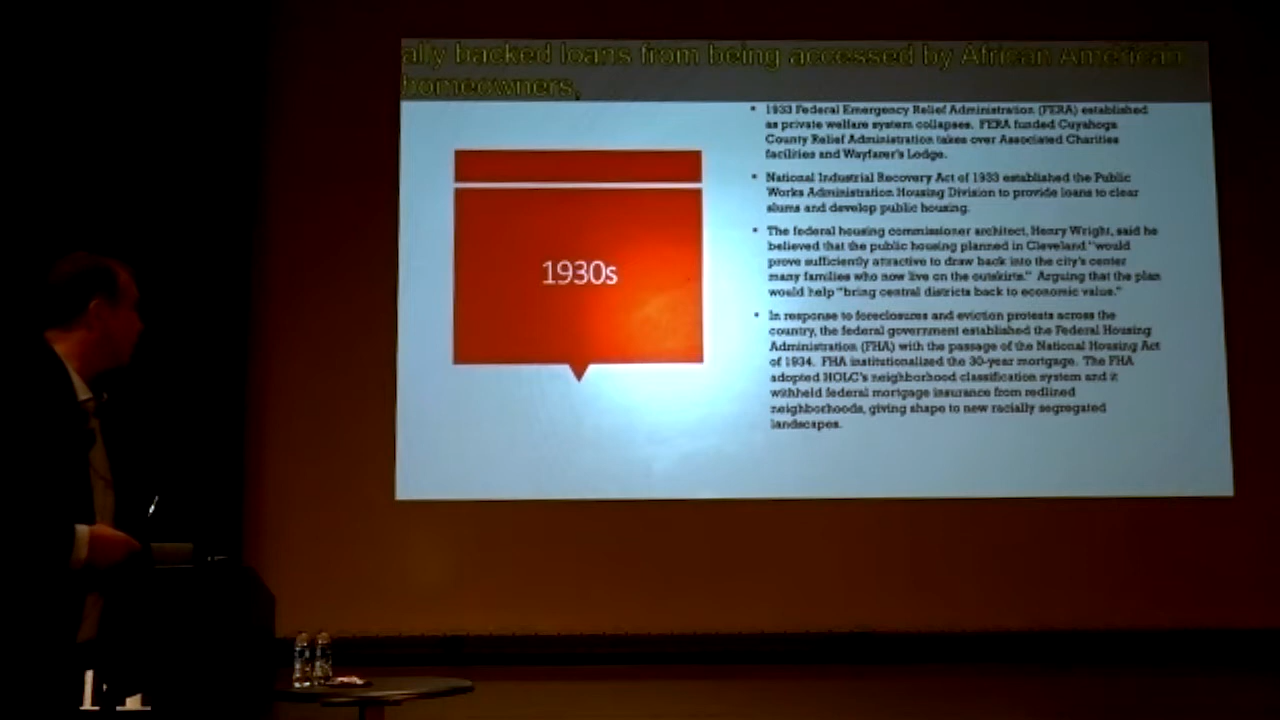 ally backed loans from being accessed by African American
homeowners,
1930s
• 1933 Federal Emergency Relief Administration (FERA) established
as private welfare system collapses. FERA funded Cuyahoga
County Relief Administration takes over Associated Charities
facilities and Wayfarer's Lodge.
• National Industrial Recovery Act of 1933 established the Public
Works Administration Housing Division to provide loans to clear
slums and develop public housing.
• The federal housing commissioner architect, Henry Wright, said he
believed that the public housing planned in Cleveland "would
prove sufficiently attractive to draw back into the city's center
many families who now live on the outskirts." Arguing that the plan
would help "bring central districts back to economic value."
• In response to foreclosures and eviction protests across the
country, the federal government established the Federal Housing
Administration (FHA) with the passage of the National Housing Act
of 1934. FHA institutionalized the 30-year mortgage. The FHA
adopted HOLC's neighborhood classification system and it
withheld federal mortgage insurance from redlined
neighborhoods, giving shape to new racially segregated
landscapes.